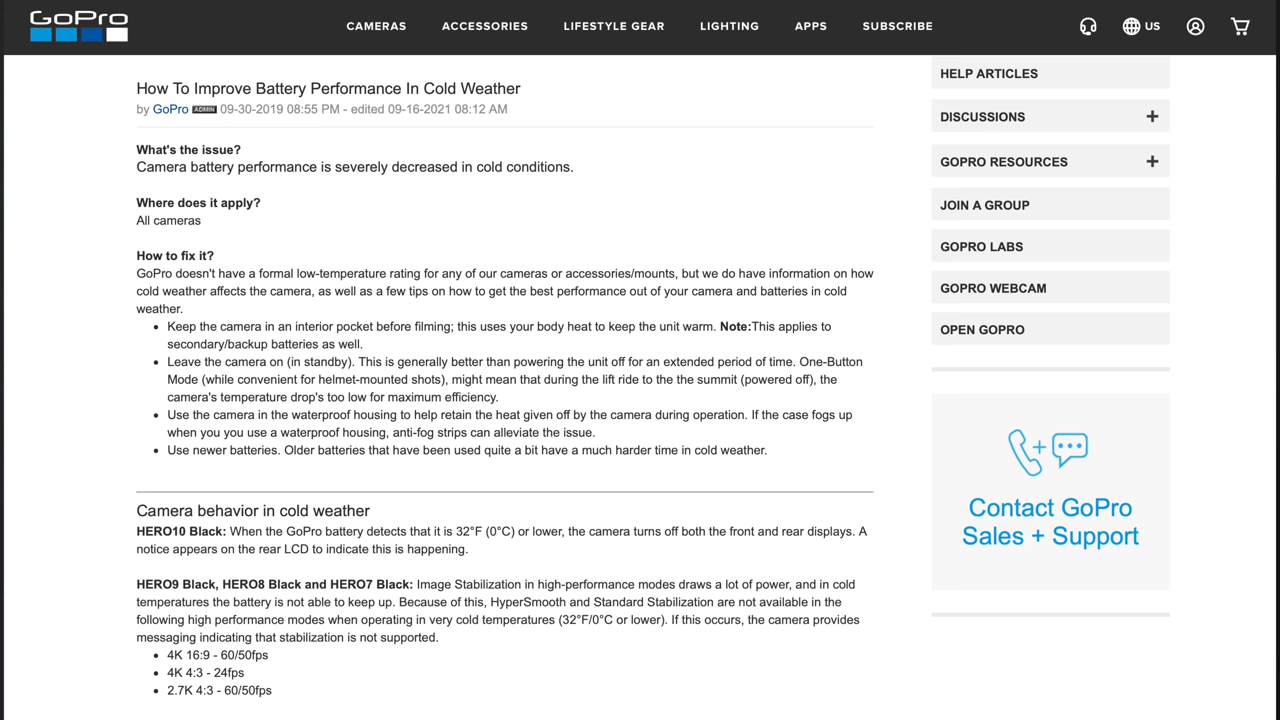 GoPro
CAMERAS ACCESSORIES LIFESTYLE GEAR LIGHTING APPS SUBSCRIBE US
How To Improve Battery Performance In Cold Weather
by GoPro ADMIN 09-30-2019 08:55 PM - edited 09-16-2021 08:12 AM
What's the issue?
Camera battery performance is severely decreased in cold conditions.
Where does it apply?
All cameras
How to fix it?
GoPro doesn't have a formal low-temperature rating for any of our cameras or accessories/mounts, but we do have information on how
cold weather affects the camera, as well as a few tips on how to get the best performance out of your camera and batteries in cold
weather.
• Keep the camera in an interior pocket before filming; this uses your body heat to keep the unit warm. Note:This applies to
secondary/backup batteries as well.
• Leave the camera on (in standby). This is generally better than powering the unit off for an extended period of time. One-Button
Mode (while convenient for helmet-mounted shots), might mean that during the lift ride to the the summit (powered off), the
camera's temperature drop's too low for maximum efficiency.
• Use the camera in the waterproof housing to help retain the heat given off by the camera during operation. If the case fogs up
when you you use a waterproof housing, anti-fog strips can alleviate the issue.
• Use newer batteries. Older batteries that have been used quite a bit have a much harder time in cold weather.
Camera behavior in cold weather
HERO10 Black: When the GoPro battery detects that it is 32°F (0°C) or lower, the camera turns off both the front and rear displays. A
notice appears on the rear LCD to indicate this is happening.
HERO9 Black, HERO8 Black and HERO7 Black: Image Stabilization in high-performance modes draws a lot of power, and in cold
temperatures the battery is not able to keep up. Because of this, HyperSmooth and Standard Stabilization are not available in the
following high performance modes when operating in very cold temperatures (32°F/0°C or lower). If this occurs, the camera provides
messaging indicating that stabilization is not supported.
• 4K 16:9 - 60/50fps
• 4K 4:3 - 24fps
• 2.7K 4:3 - 60/50fps
HELP ARTICLES
DISCUSSIONS +
GOPRO RESOURCES +
JOIN A GROUP
GOPRO LABS
GOPRO WEBCAM
OPEN GOPRO
Contact GoPro
Sales + Support